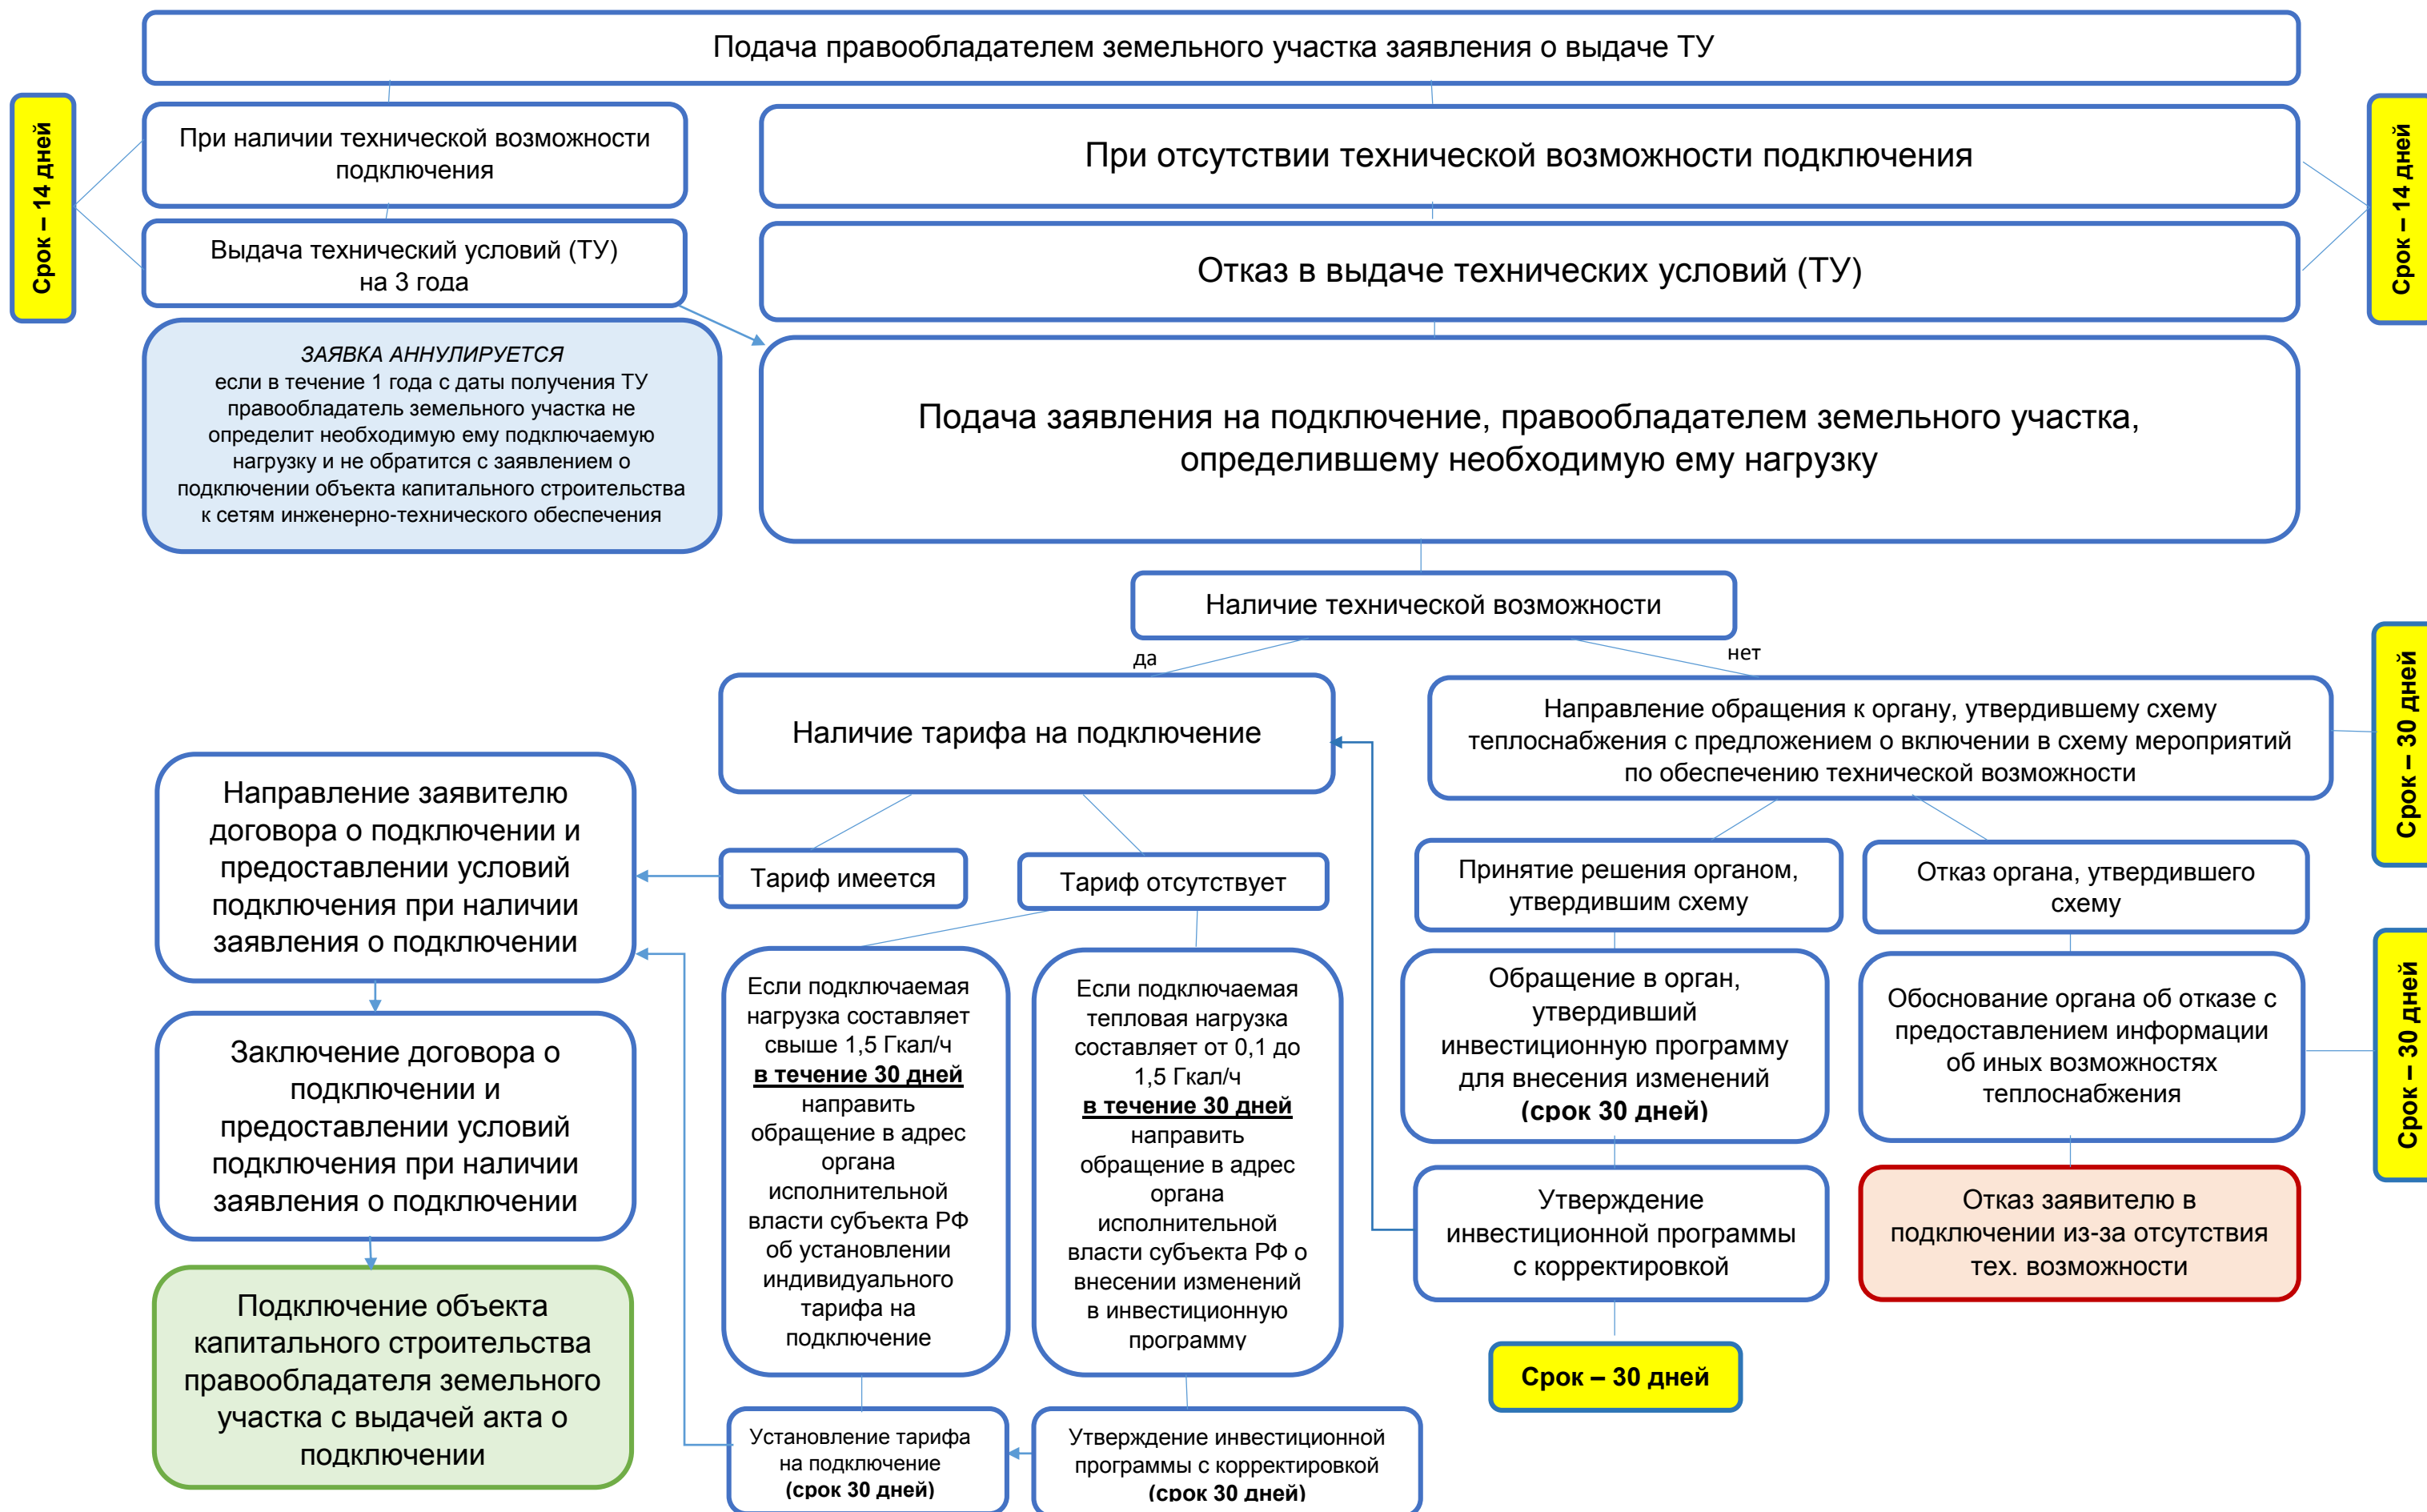 Подача правообладателем земельного участка заявления о выдаче ТУ
Срок – 14 дней
При наличии технической возможности
подключения
При отсутствии технической возможности подключения
Срок – 14 дней
Выдача технический условий (ТУ)
на 3 года
Отказ в выдаче технических условий (ТУ)
ЗАЯВКА АННУЛИРУЕТСЯ
если в течение 1 года с даты получения ТУ
правообладатель земельного участка не
определит необходимую ему подключаемую
нагрузку и не обратится с заявлением о
подключении объекта капитального строительства
к сетям инженерно-технического обеспечения
Подача заявления на подключение, правообладателем земельного участка,
определившему необходимую ему нагрузку
Наличие технической возможности
да
нет
Наличие тарифа на подключение
Направление обращения к органу, утвердившему схему
теплоснабжения с предложением о включении в схему мероприятий
по обеспечению технической возможности
Срок – 30 дней
Направление заявителю
договора о подключении и
предоставлении условий
подключения при наличии
заявления о подключении
Тариф имеется
Тариф отсутствует
Принятие решения органом,
утвердившим схему
Отказ органа, утвердившего
схему
Заключение договора о
подключении и
предоставлении условий
подключения при наличии
заявления о подключении
Если подключаемая
нагрузка составляет
свыше 1,5 Гкал/ч
в течение 30 дней
направить
обращение в адрес
органа
исполнительной
власти субъекта РФ
об установлении
индивидуального
тарифа на
подключение
Если подключаемая
тепловая нагрузка
составляет от 0,1 до
1,5 Гкал/ч
в течение 30 дней
направить
обращение в адрес
органа
исполнительной
власти субъекта РФ о
внесении изменений
в инвестиционную
программу
Обращение в орган,
утвердивший
инвестиционную программу
для внесения изменений
(срок 30 дней)
Обоснование органа об отказе с
предоставлением информации
об иных возможностях
теплоснабжения
Срок – 30 дней
Утверждение
инвестиционной программы
с корректировкой
Отказ заявителю в
подключении из-за отсутствия
тех. возможности
Подключение объекта
капитального строительства
правообладателя земельного
участка с выдачей акта о
подключении
Срок – 30 дней
Установление тарифа
на подключение
(срок 30 дней)
Утверждение инвестиционной
программы с корректировкой
(срок 30 дней)